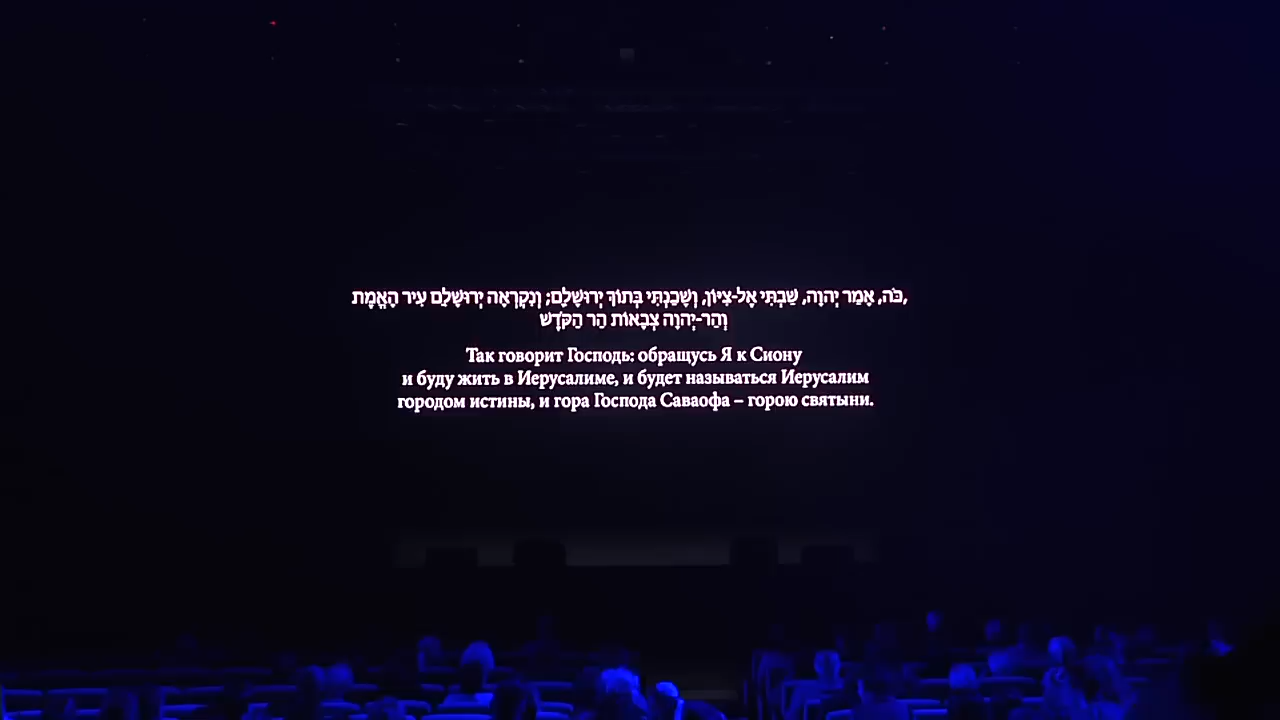 כֹּה, אָמַר יְהוָה, שַׁבְתִּי אֶל-צִיּוֹן, וְשָׁכַנְתִּי בְּתוֹךְ יְרוּשָׁלִָם; וְנִקְרְאָה יְרוּשָׁלִַם עִיר הָאֱמֶת,
וְהַר-יְהוָה צְבָאוֹת הַר הַקֹּדֶשׁ
Так говорит Господь: обращусь Я к Сиону
и буду жить в Иерусалиме, и будет называться Иерусалим
городом истины, и гора Господа Саваофа – горою святыни.